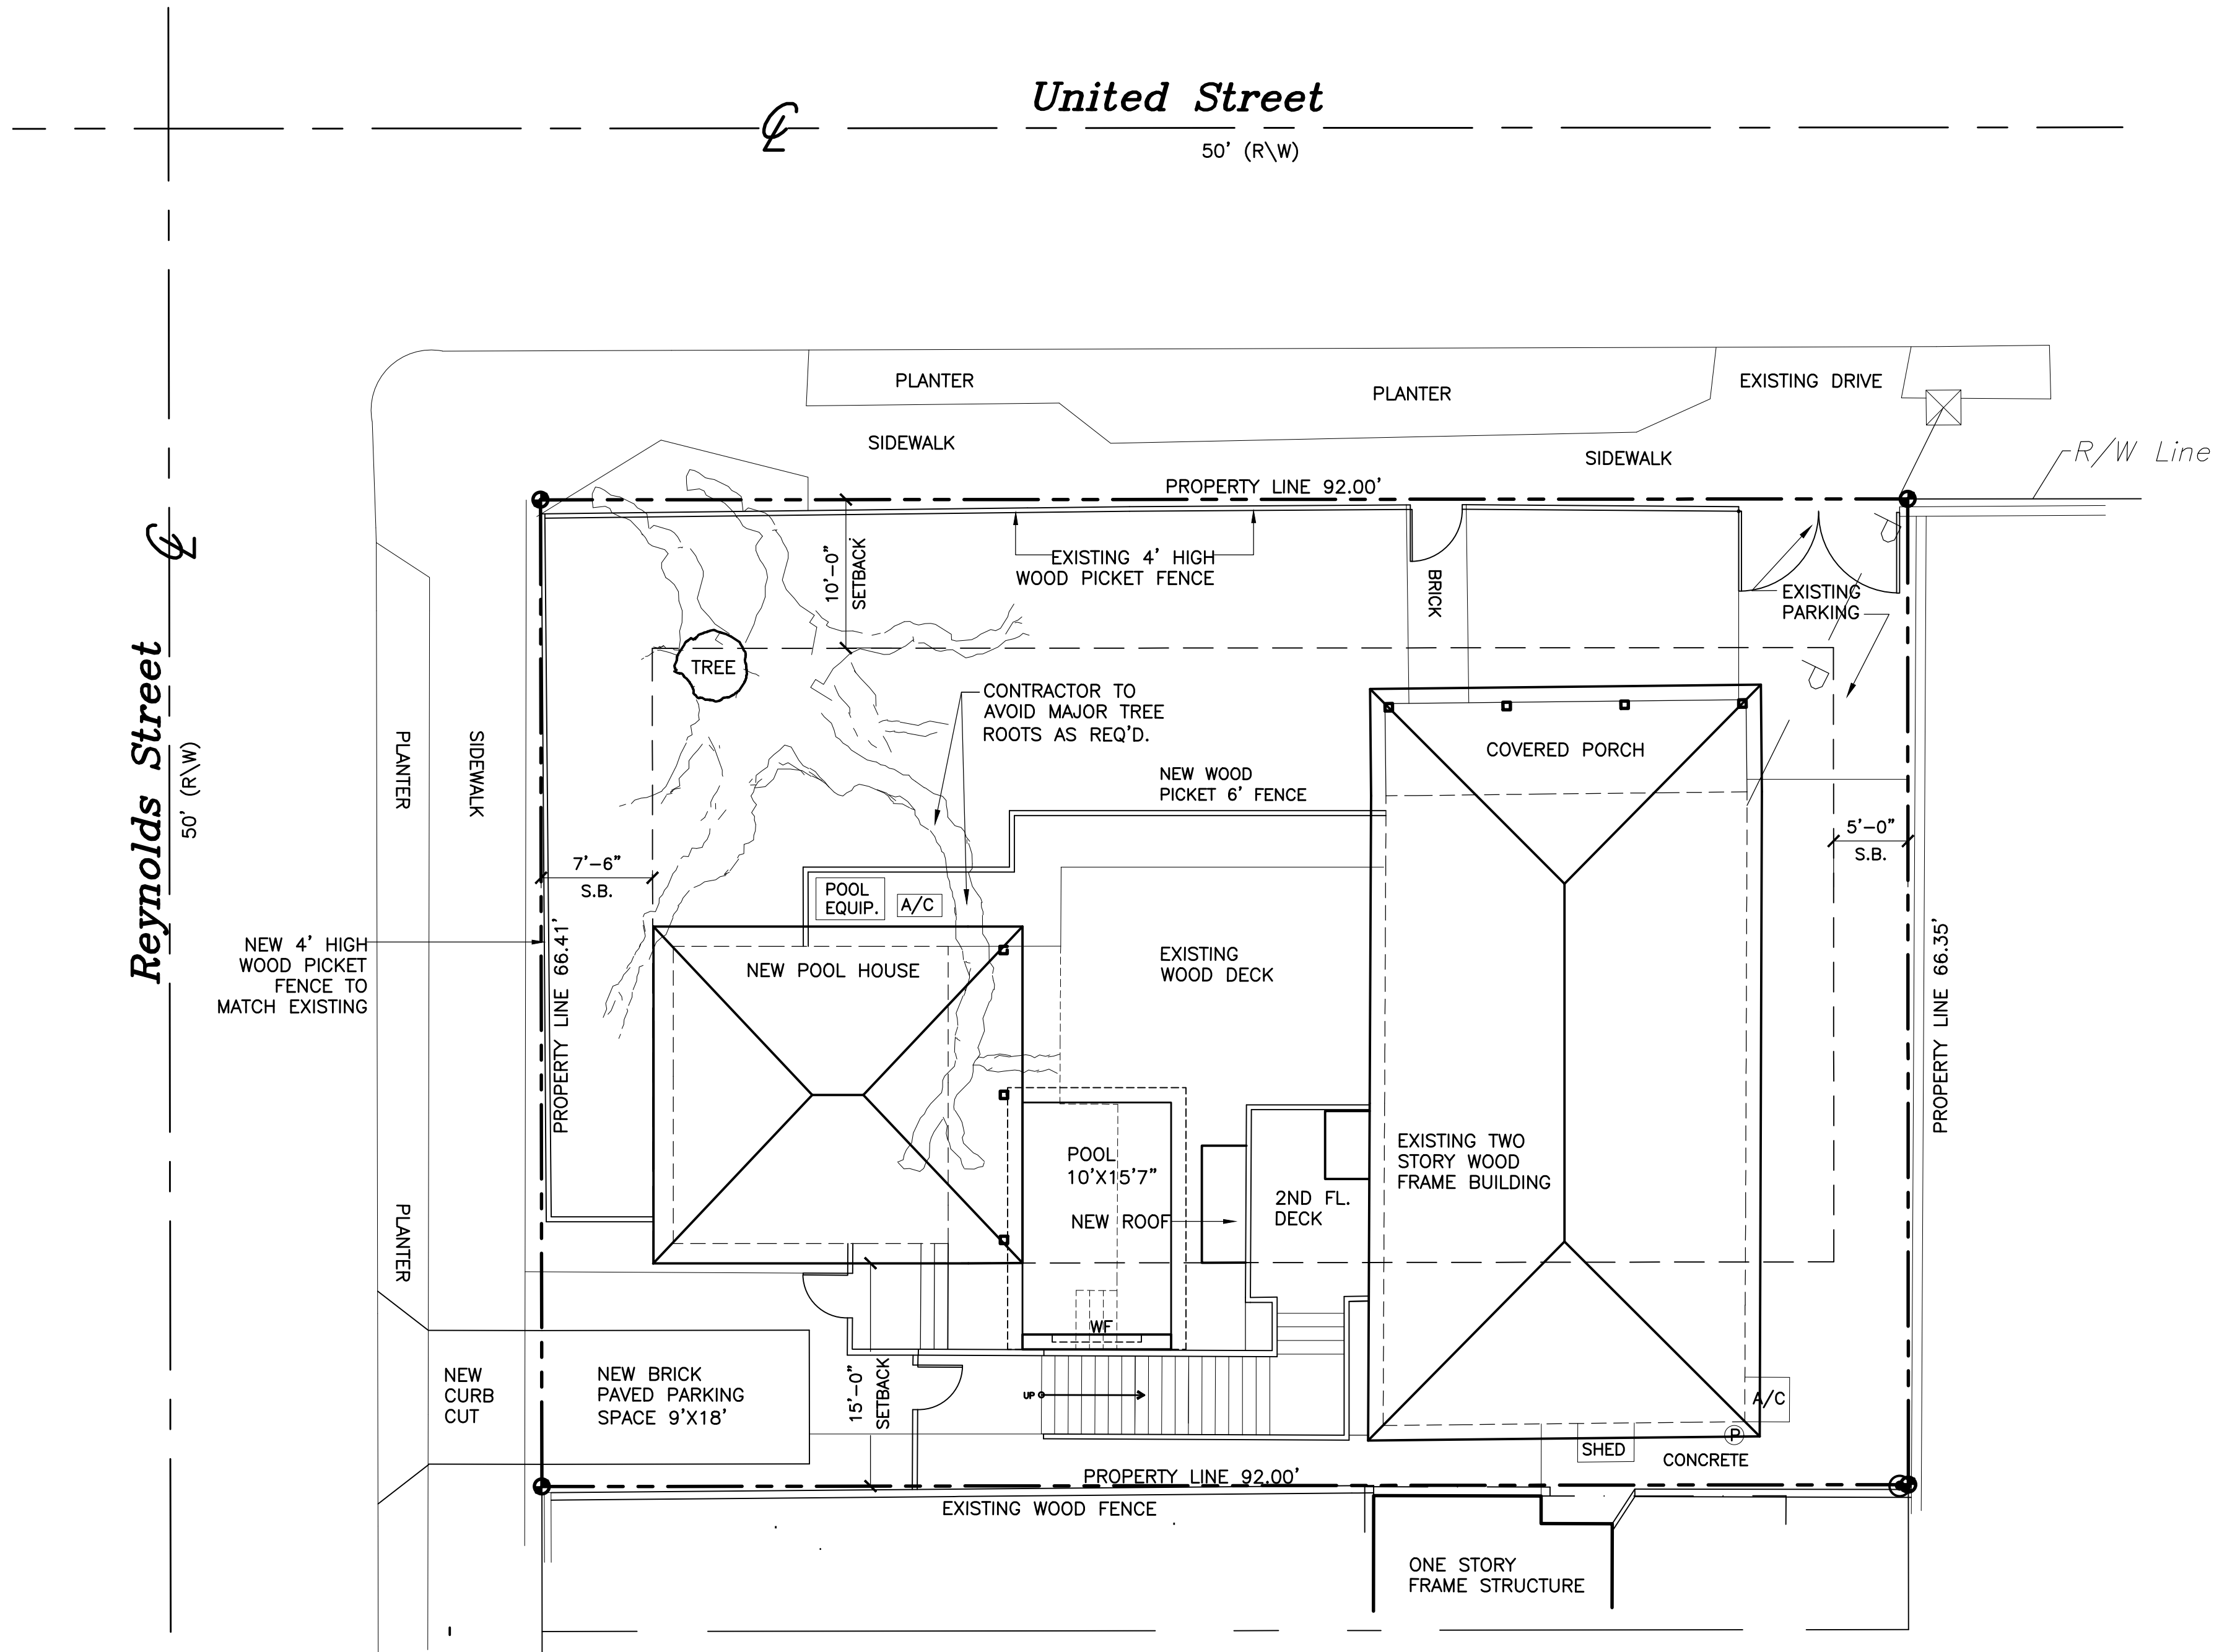 United Street
50' (R\W)
PLANTER
PLANTER
EXISTING DRIVE
SIDEWALK
SIDEWALK
R/W Line
PROPERTY LINE 92.00'
10'-0"
SETBACK
EXISTING 4' HIGH
WOOD PICKET FENCE
BRICK
EXISTING
PARKING
TREE
CONTRACTOR TO
AVOID MAJOR TREE
ROOTS AS REQ'D.
COVERED PORCH
Reynolds Street
50' (R\W)
PLANTER
SIDEWALK
NEW WOOD
PICKET 6' FENCE
5'-0"
S.B.
7'-6"
S.B.
POOL
EQUIP.
A/C
NEW 4' HIGH
WOOD PICKET
FENCE TO
MATCH EXISTING
PROPERTY LINE 66.41'
NEW POOL HOUSE
EXISTING
WOOD DECK
PROPERTY LINE 66.35'
POOL
10'X15'7"
EXISTING TWO
STORY WOOD
FRAME BUILDING
2ND FL.
DECK
NEW ROOF
PLANTER
WF
NEW
CURB
CUT
NEW BRICK
PAVED PARKING
SPACE 9'X18'
15'-0"
SETBACK
UP
A/C
P
SHED
CONCRETE
PROPERTY LINE 92.00'
EXISTING WOOD FENCE
ONE STORY
FRAME STRUCTURE